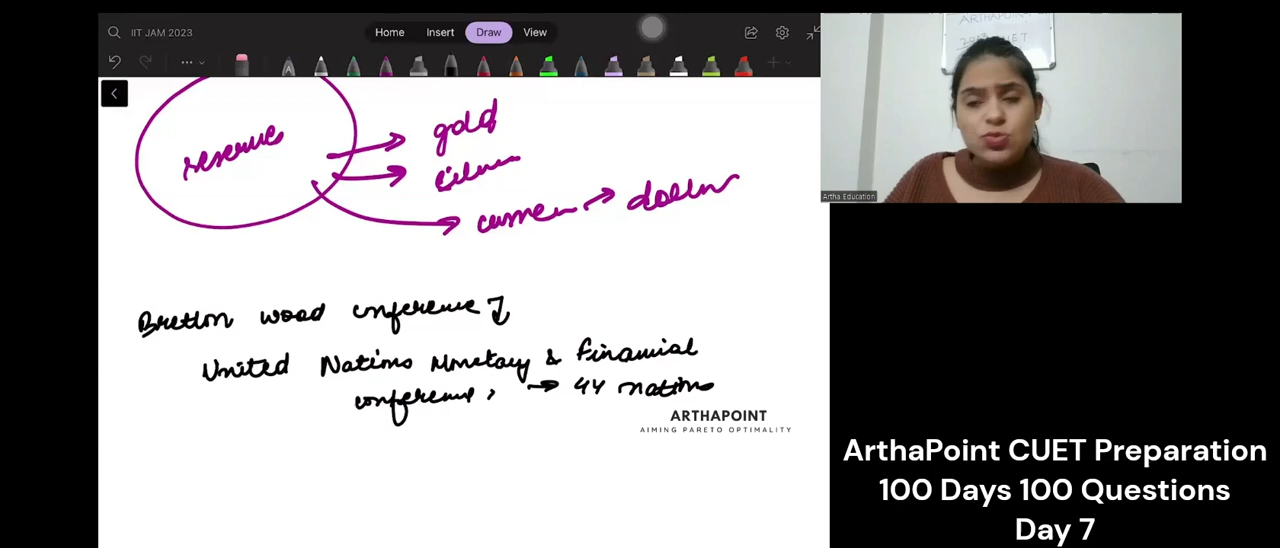 ARTHAPOINT
IIT JAM 2023
Home Insert Draw View
reserve
gold
silver
dollar
Bretton wood conference
United Nations Monetary & Financial
conference, → 44 nations
ARTHAPOINT
AIMING PARETO OPTIMALITY
Artha Education
ArthaPoint CUET Preparation
100 Days 100 Questions
Day 7